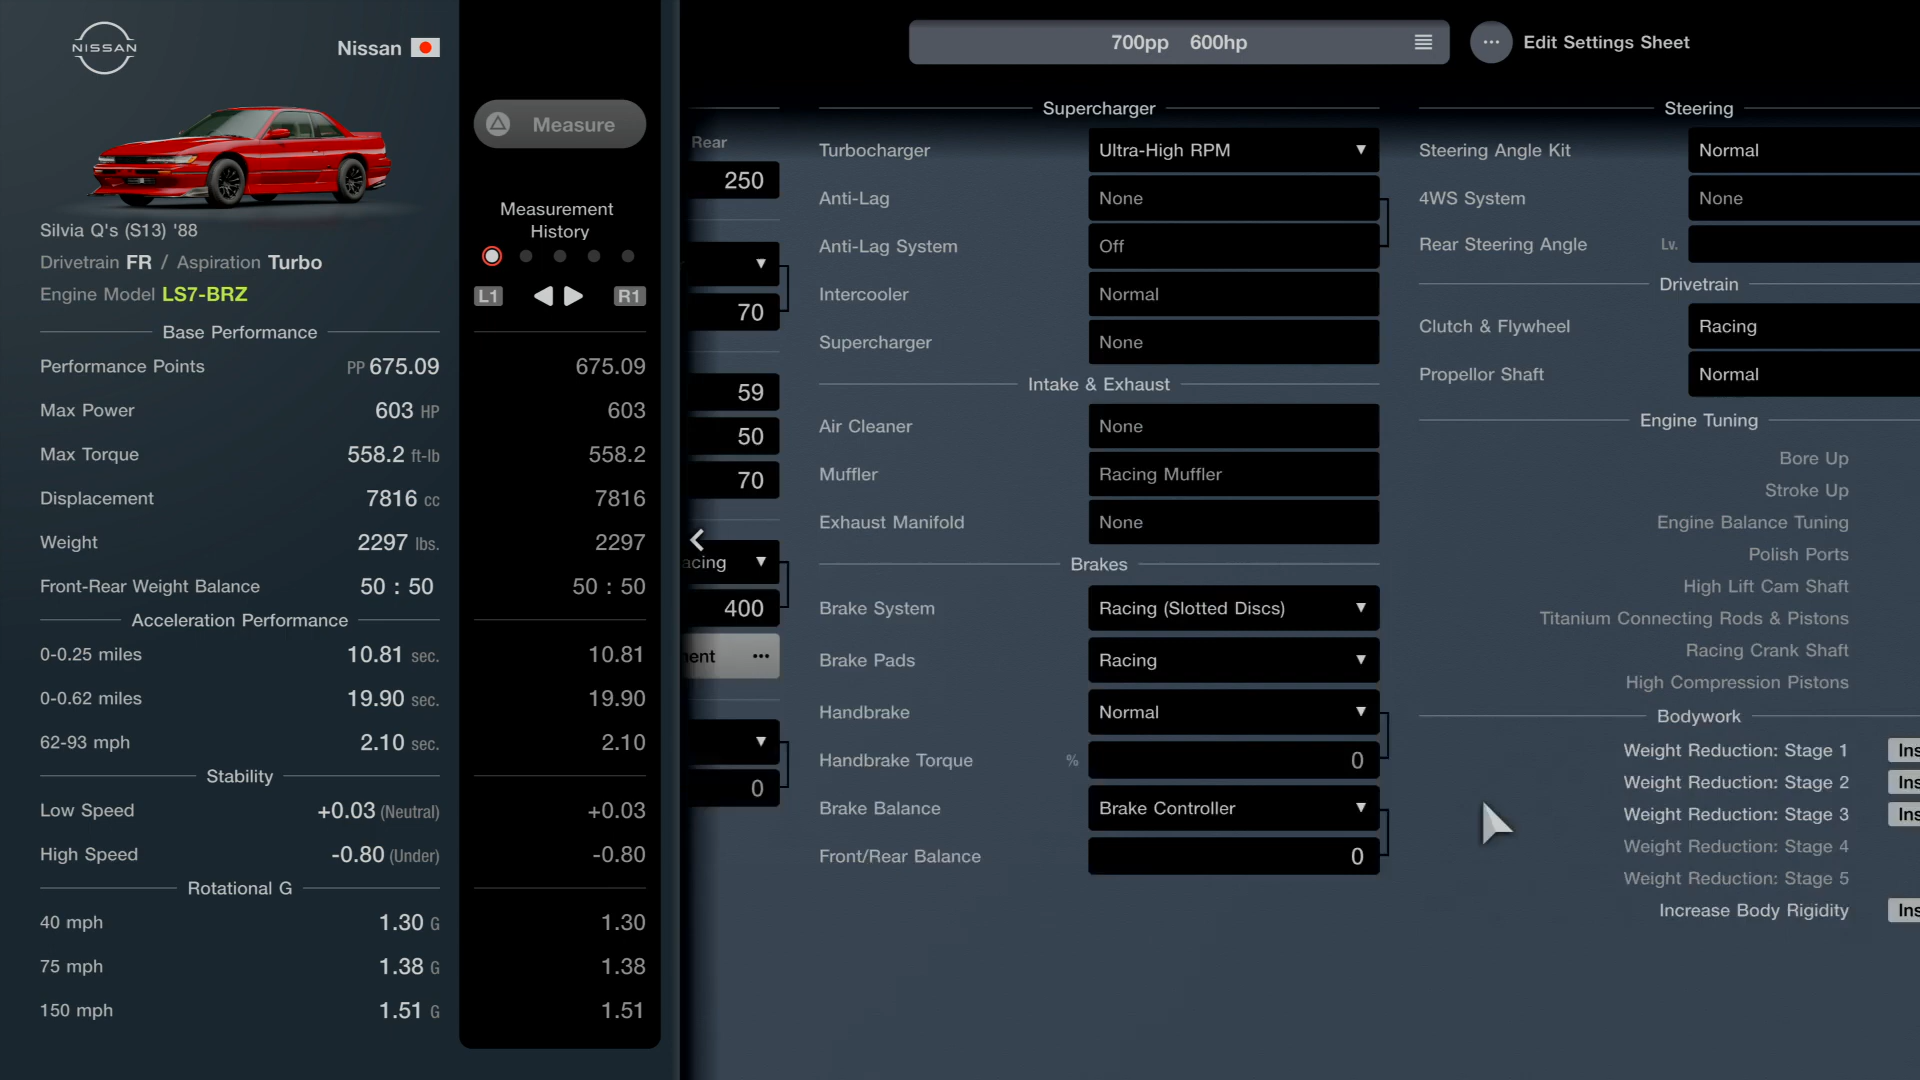 NISSAN
Nissan
Silvia Q's (S13) '88
Drivetrain FR / Aspiration Turbo
Engine Model LS7-BRZ
Base Performance
Performance Points PP 675.09
Max Power 603 HP
Max Torque 558.2 ft-lb
Displacement 7816 cc
Weight 2297 lbs.
Front-Rear Weight Balance 50 : 50
Acceleration Performance
0-0.25 miles 10.81 sec.
0-0.62 miles 19.90 sec.
62-93 mph 2.10 sec.
Stability
Low Speed +0.03 (Neutral)
High Speed -0.80 (Under)
Rotational G
40 mph 1.30 G
75 mph 1.38 G
150 mph 1.51 G
Measure
Measurement
History
L1 R1
675.09
603
558.2
7816
2297
50 : 50
10.81
19.90
2.10
+0.03
-0.80
1.30
1.38
1.51
700pp 600hp
Edit Settings Sheet
Rear
250
70
59
50
70
acing
400
nent ...
0
Supercharger
Turbocharger Ultra-High RPM
Anti-Lag None
Anti-Lag System Off
Intercooler Normal
Supercharger None
Intake & Exhaust
Air Cleaner None
Muffler Racing Muffler
Exhaust Manifold None
Brakes
Brake System Racing (Slotted Discs)
Brake Pads Racing
Handbrake Normal
Handbrake Torque % 0
Brake Balance Brake Controller
Front/Rear Balance 0
Steering
Steering Angle Kit Normal
4WS System None
Rear Steering Angle Lv.
Drivetrain
Clutch & Flywheel Racing
Propellor Shaft Normal
Engine Tuning
Bore Up
Stroke Up
Engine Balance Tuning
Polish Ports
High Lift Cam Shaft
Titanium Connecting Rods & Pistons
Racing Crank Shaft
High Compression Pistons
Bodywork
Weight Reduction: Stage 1 Ins
Weight Reduction: Stage 2 Ins
Weight Reduction: Stage 3 Ins
Weight Reduction: Stage 4
Weight Reduction: Stage 5
Increase Body Rigidity Ins